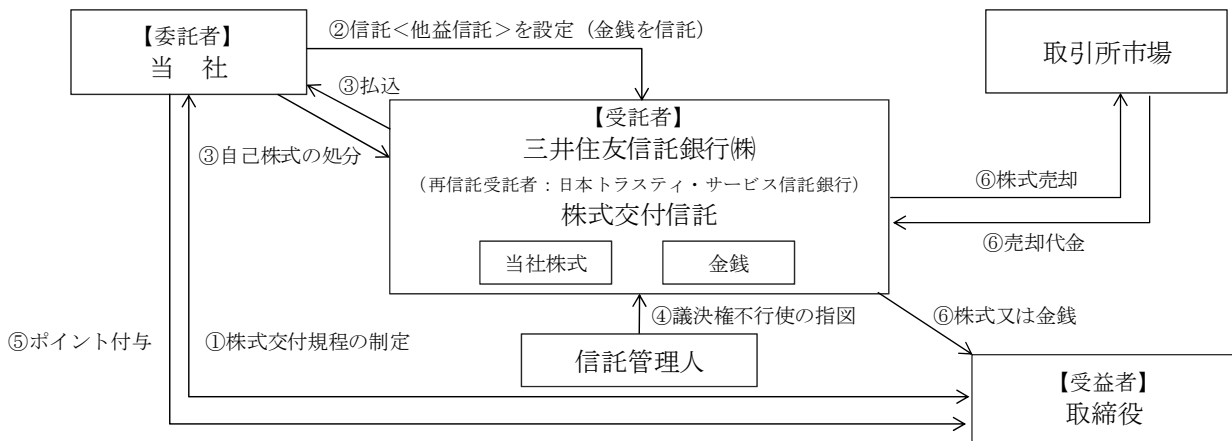 【委託者】
当 社
②信託<他益信託>を設定（金銭を信託）
取引所市場
③払込
③自己株式の処分
【受託者】
三井住友信託銀行㈱
（再信託受託者：日本トラスティ・サービス信託銀行）
株式交付信託
当社株式
金銭
⑥株式売却
⑥売却代金
④議決権不行使の指図
⑥株式又は金銭
⑤ポイント付与
①株式交付規程の制定
信託管理人
【受益者】
取締役